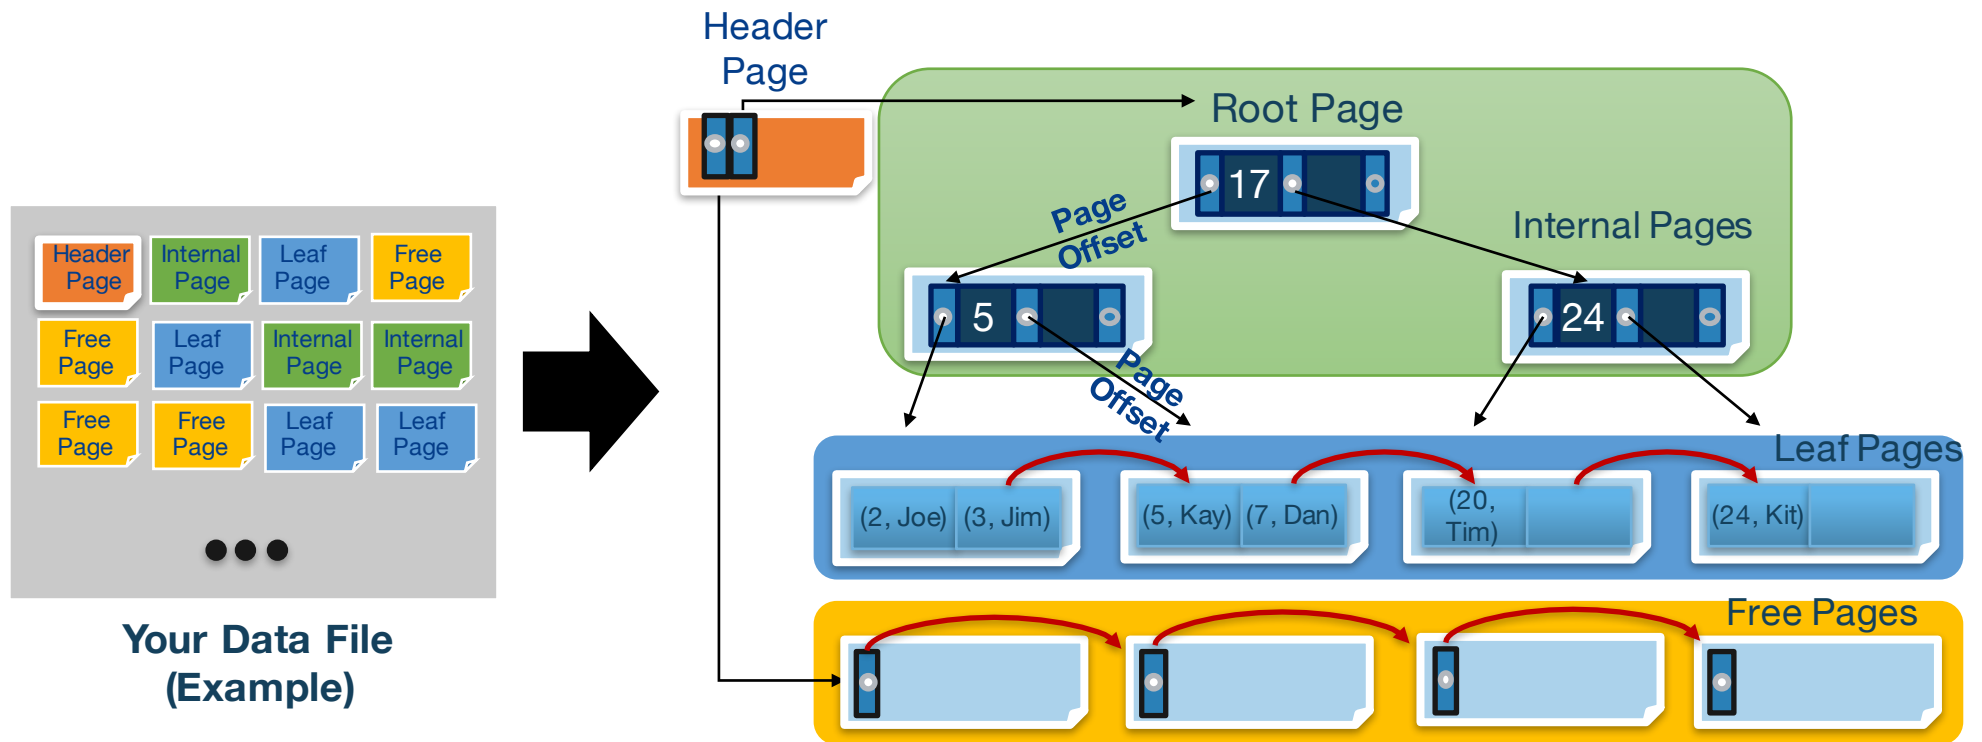 Header
Page
Root Page
17
Page
Offset
Internal Pages
5
24
Page
Offset
Header
Page
Internal
Page
Leaf
Page
Free
Page
Free
Page
Leaf
Page
Internal
Page
Internal
Page
Free
Page
Free
Page
Leaf
Page
Leaf
Page
Your Data File
(Example)
Leaf Pages
(2, Joe)
(3, Jim)
(5, Kay)
(7, Dan)
(20,
Tim)
(24, Kit)
Free Pages